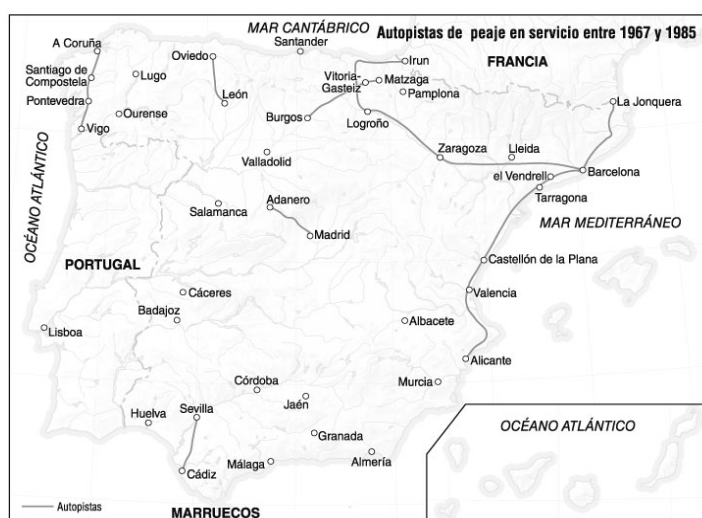 MAR CANTÁBRICO
Autopistas de peaje en servicio entre 1967 y 1985
A Coruña
Oviedo
Santander
Irun
FRANCIA
Santiago de
Compostela
Lugo
Vitoria-
Gasteiz
Matzaga
Pamplona
Pontevedra
León
La Jonquera
Ourense
Burgos
Logroño
Vigo
Valladolid
Zaragoza
Lleida
Barcelona
el Vendrell
Tarragona
OCÉANO ATLÁNTICO
Salamanca
Adanero
Madrid
MAR MEDITERRÁNEO
PORTUGAL
Castellón de la Plana
Cáceres
Valencia
Badajoz
Lisboa
Albacete
Alicante
Córdoba
Murcia
Jaén
Huelva
Sevilla
Granada
OCÉANO ATLÁNTICO
Cádiz
Málaga
Almería
Autopistas
MARRUECOS